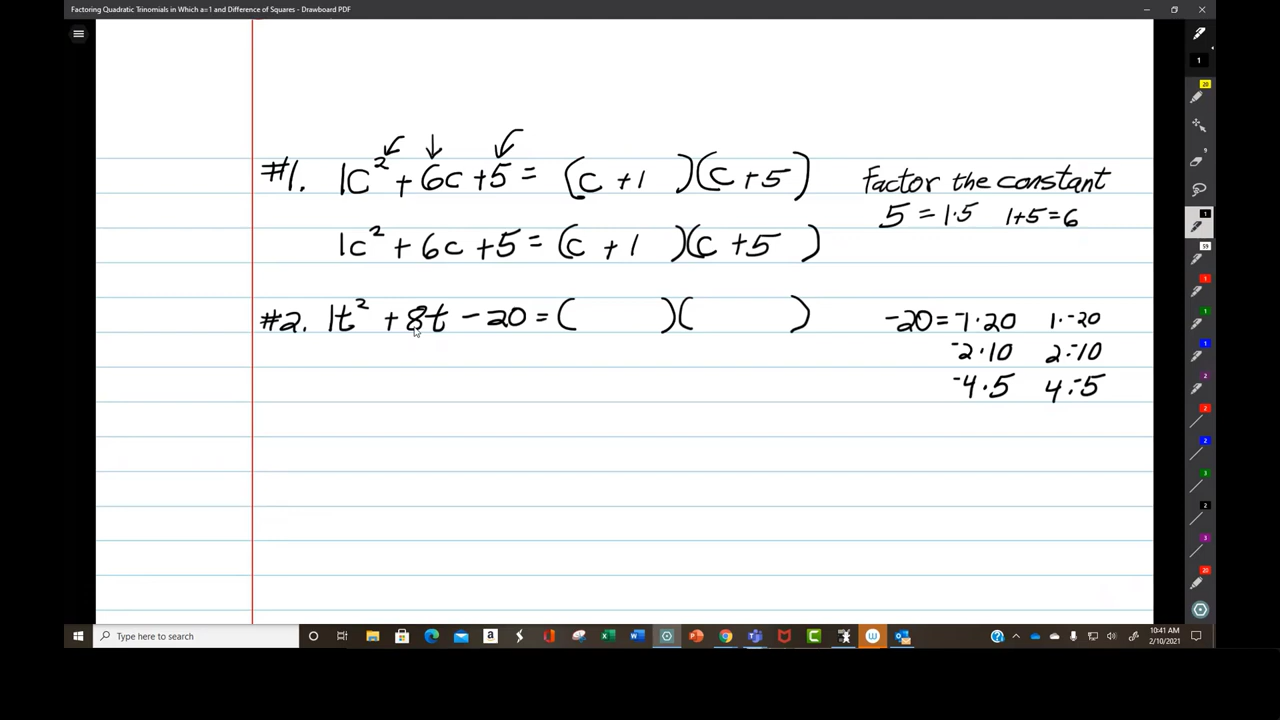 Factoring Quadratic Trinomials in Which a=1 and Difference of Squares - Drawboard PDF
#1. 1c² + 6c + 5 = (c + 1 )(c + 5 )
Factor the constant
5 = 1·5 1+5=6
1c² + 6c + 5 = (c + 1 )(c + 5 )
#2. 1t² + 8t - 20 = ( )( )
-20 = -1·20 1·-20
-2·10 2·-10
-4·5 4·-5
Type here to search
10:41 AM
2/10/2021